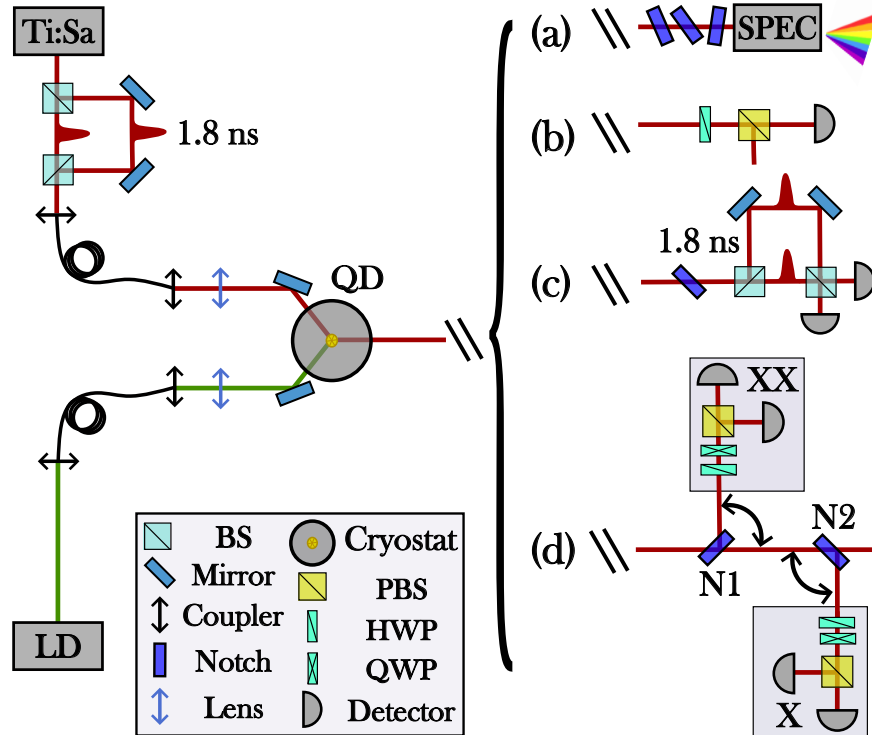 Ti:Sa
1.8 ns
QD
LD
BS
Mirror
Coupler
Notch
Lens
Cryostat
PBS
HWP
QWP
Detector
(a)
SPEC
(b)
(c)
1.8 ns
(d)
XX
N1
N2
X